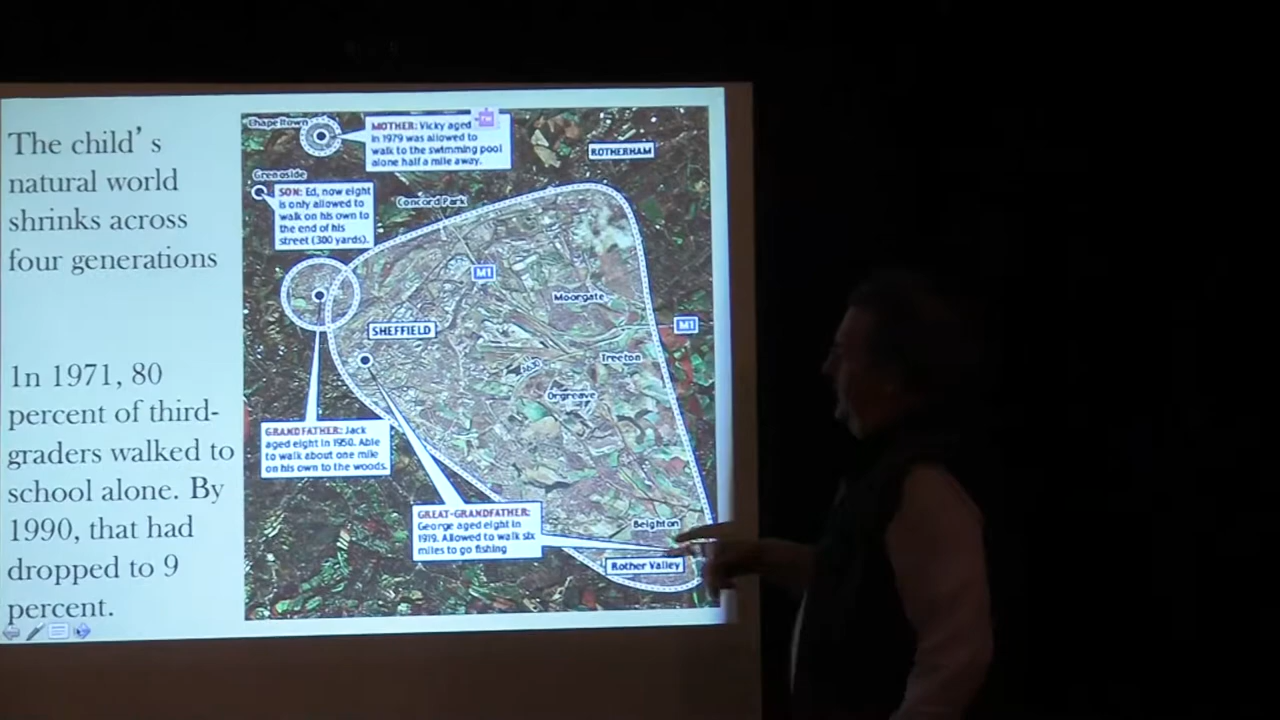 The child's
natural world
shrinks across
four generations
1n 1971, 80
percent of third-
graders walked to
school alone. By
1990, that had
dropped to 9
percent.
Chapeltown
MOTHER: Vicky aged
in 1979 was allowed to
walk to the swimming pool
alone half a mile away.
ROTHERHAM
Grenoside
SON: Ed, now eight
is only allowed to
walk on his own to
the end of his
street (300 yards).
Concord Park
M1
Moorgate
SHEFFIELD
M1
Treeton
A630
Orgreave
GRANDFATHER: Jack
aged eight in 1950. Able
to walk about one mile
on his own to the woods.
GREAT-GRANDFATHER:
George aged eight in
1919. Allowed to walk six
miles to go fishing
Beighton
Rother Valley